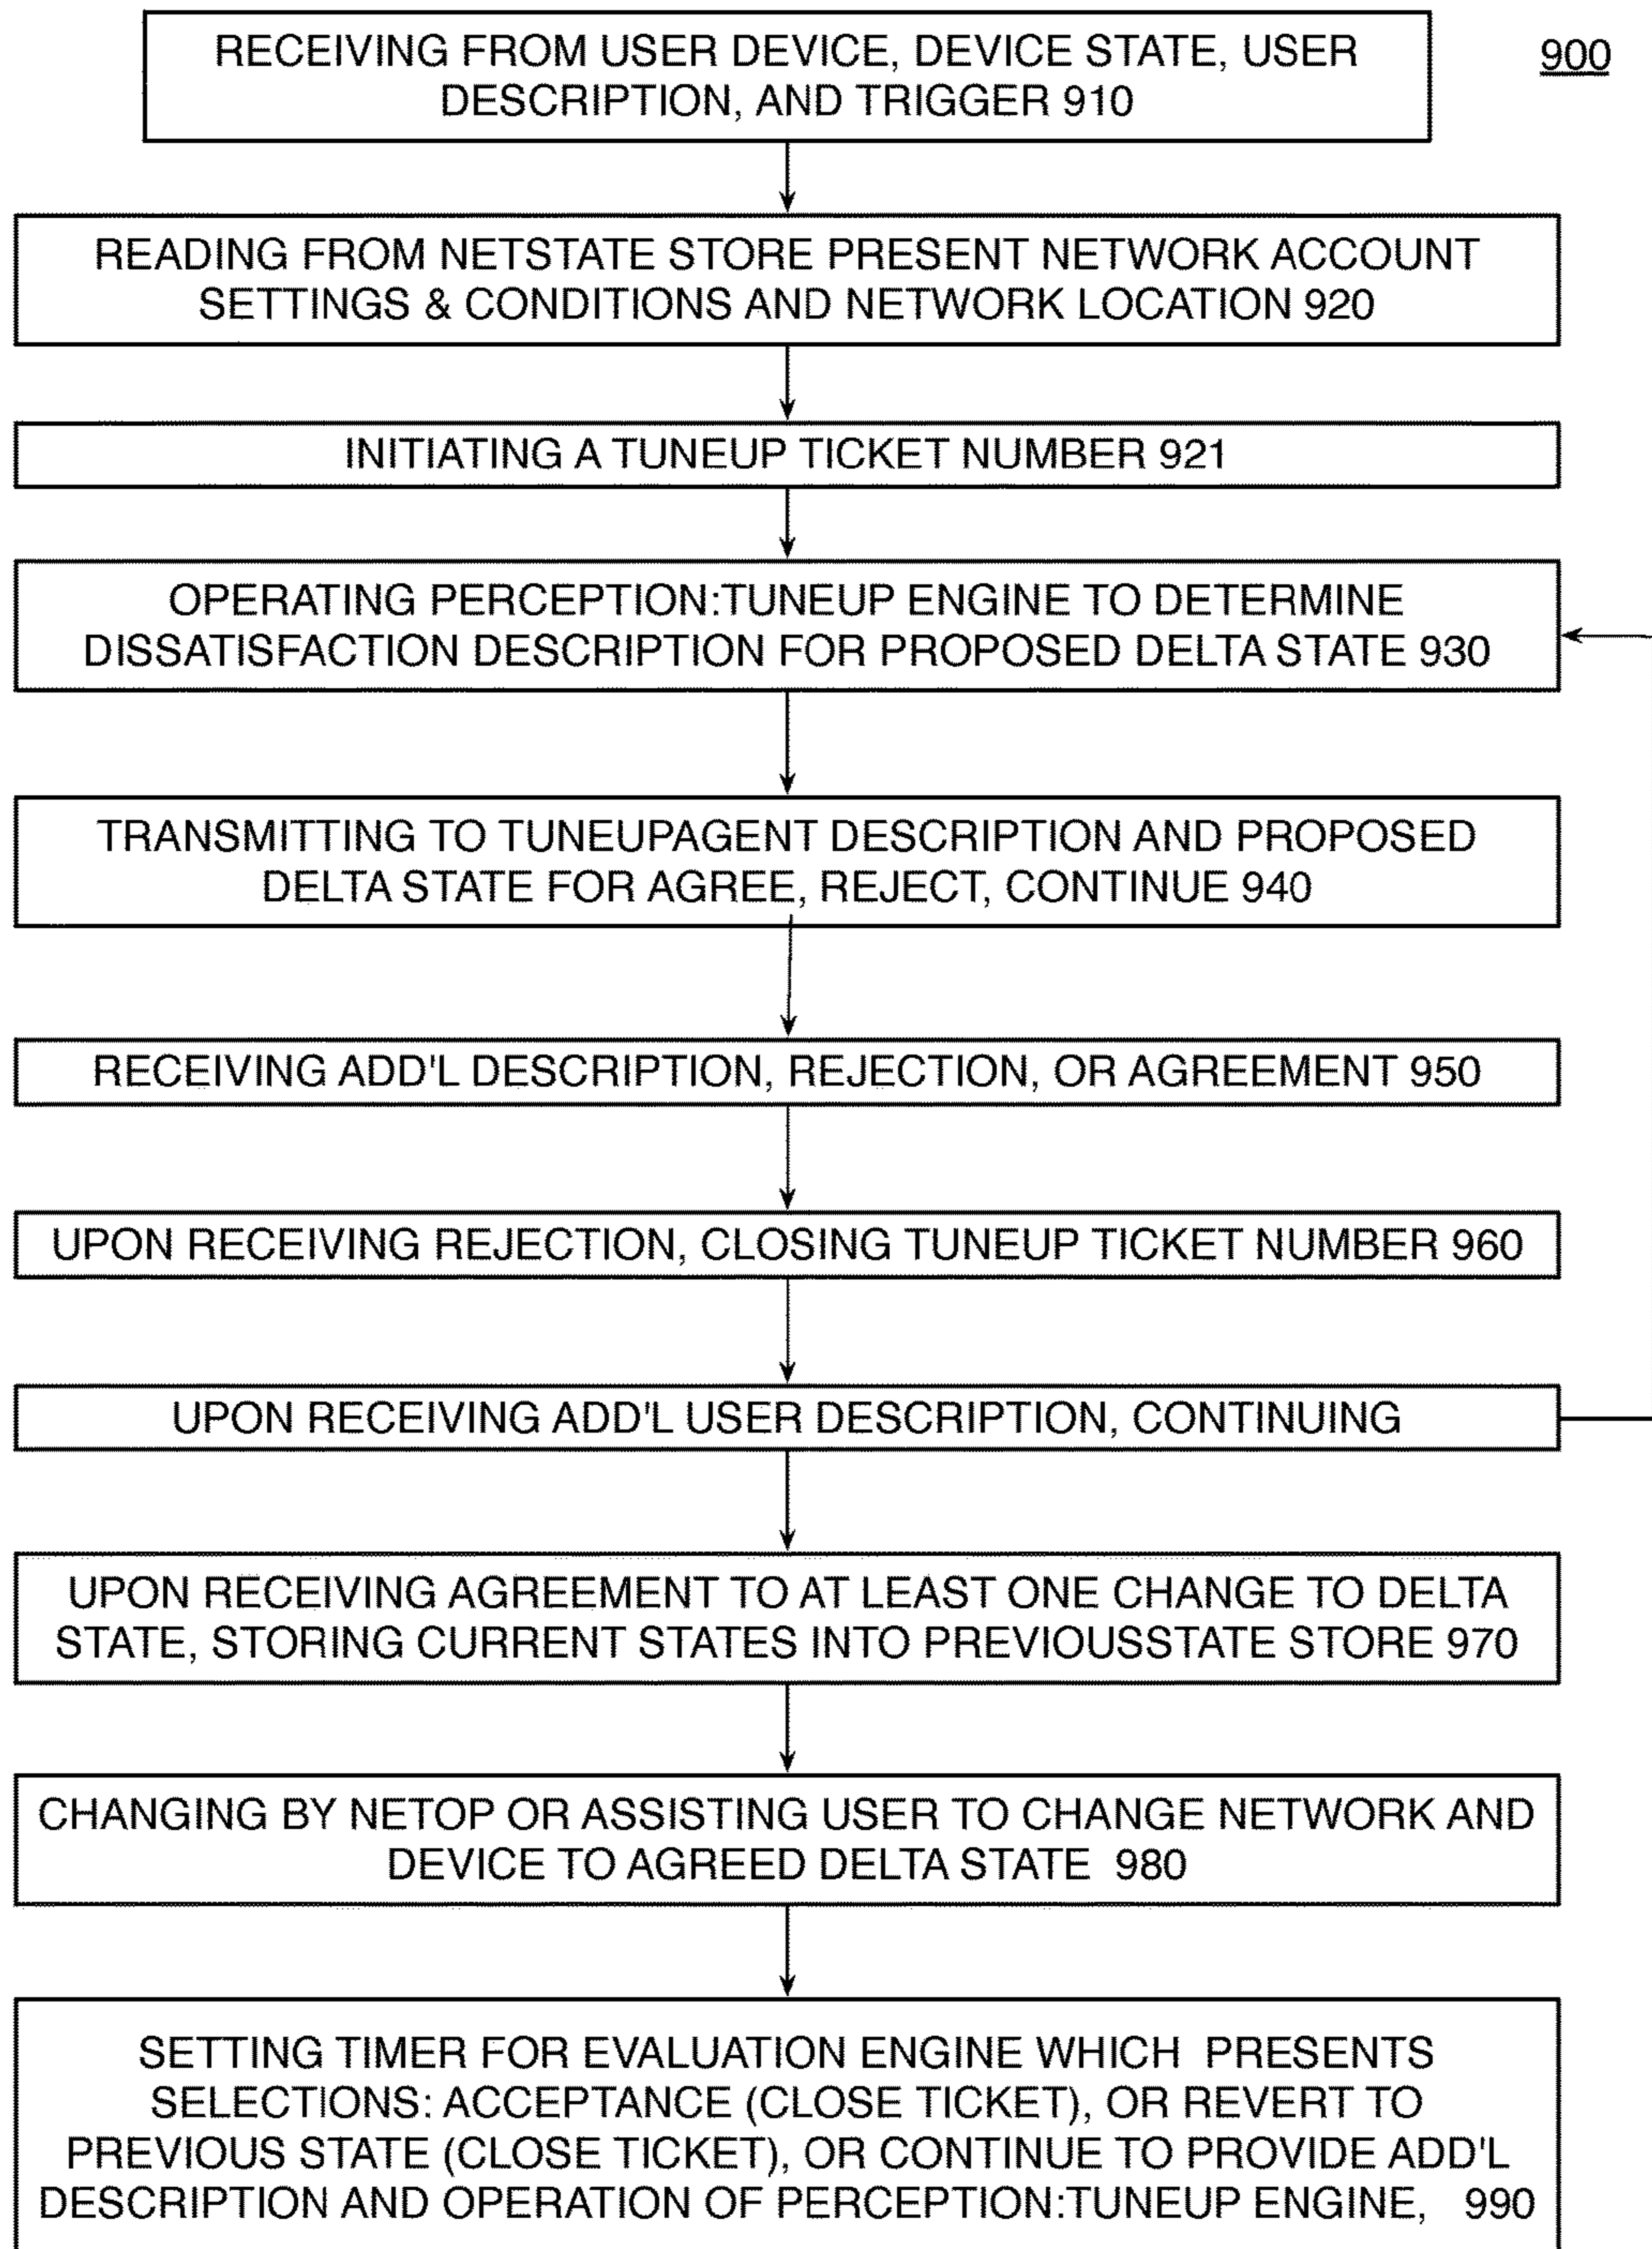 RECEIVING FROM USER DEVICE, DEVICE STATE, USER
DESCRIPTION, AND TRIGGER 910
900
READING FROM NETSTATE STORE PRESENT NETWORK ACCOUNT
SETTINGS & CONDITIONS AND NETWORK LOCATION 920
INITIATING A TUNEUP TICKET NUMBER 921
OPERATING PERCEPTION:TUNEUP ENGINE TO DETERMINE
DISSATISFACTION DESCRIPTION FOR PROPOSED DELTA STATE 930
TRANSMITTING TO TUNEUPAGENT DESCRIPTION AND PROPOSED
DELTA STATE FOR AGREE, REJECT, CONTINUE 940
RECEIVING ADD'L DESCRIPTION, REJECTION, OR AGREEMENT 950
UPON RECEIVING REJECTION, CLOSING TUNEUP TICKET NUMBER 960
UPON RECEIVING ADD'L USER DESCRIPTION, CONTINUING
UPON RECEIVING AGREEMENT TO AT LEAST ONE CHANGE TO DELTA
STATE, STORING CURRENT STATES INTO PREVIOUSSTATE STORE 970
CHANGING BY NETOP OR ASSISTING USER TO CHANGE NETWORK AND
DEVICE TO AGREED DELTA STATE 980
SETTING TIMER FOR EVALUATION ENGINE WHICH PRESENTS
SELECTIONS: ACCEPTANCE (CLOSE TICKET), OR REVERT TO
PREVIOUS STATE (CLOSE TICKET), OR CONTINUE TO PROVIDE ADD'L
DESCRIPTION AND OPERATION OF PERCEPTION:TUNEUP ENGINE, 990